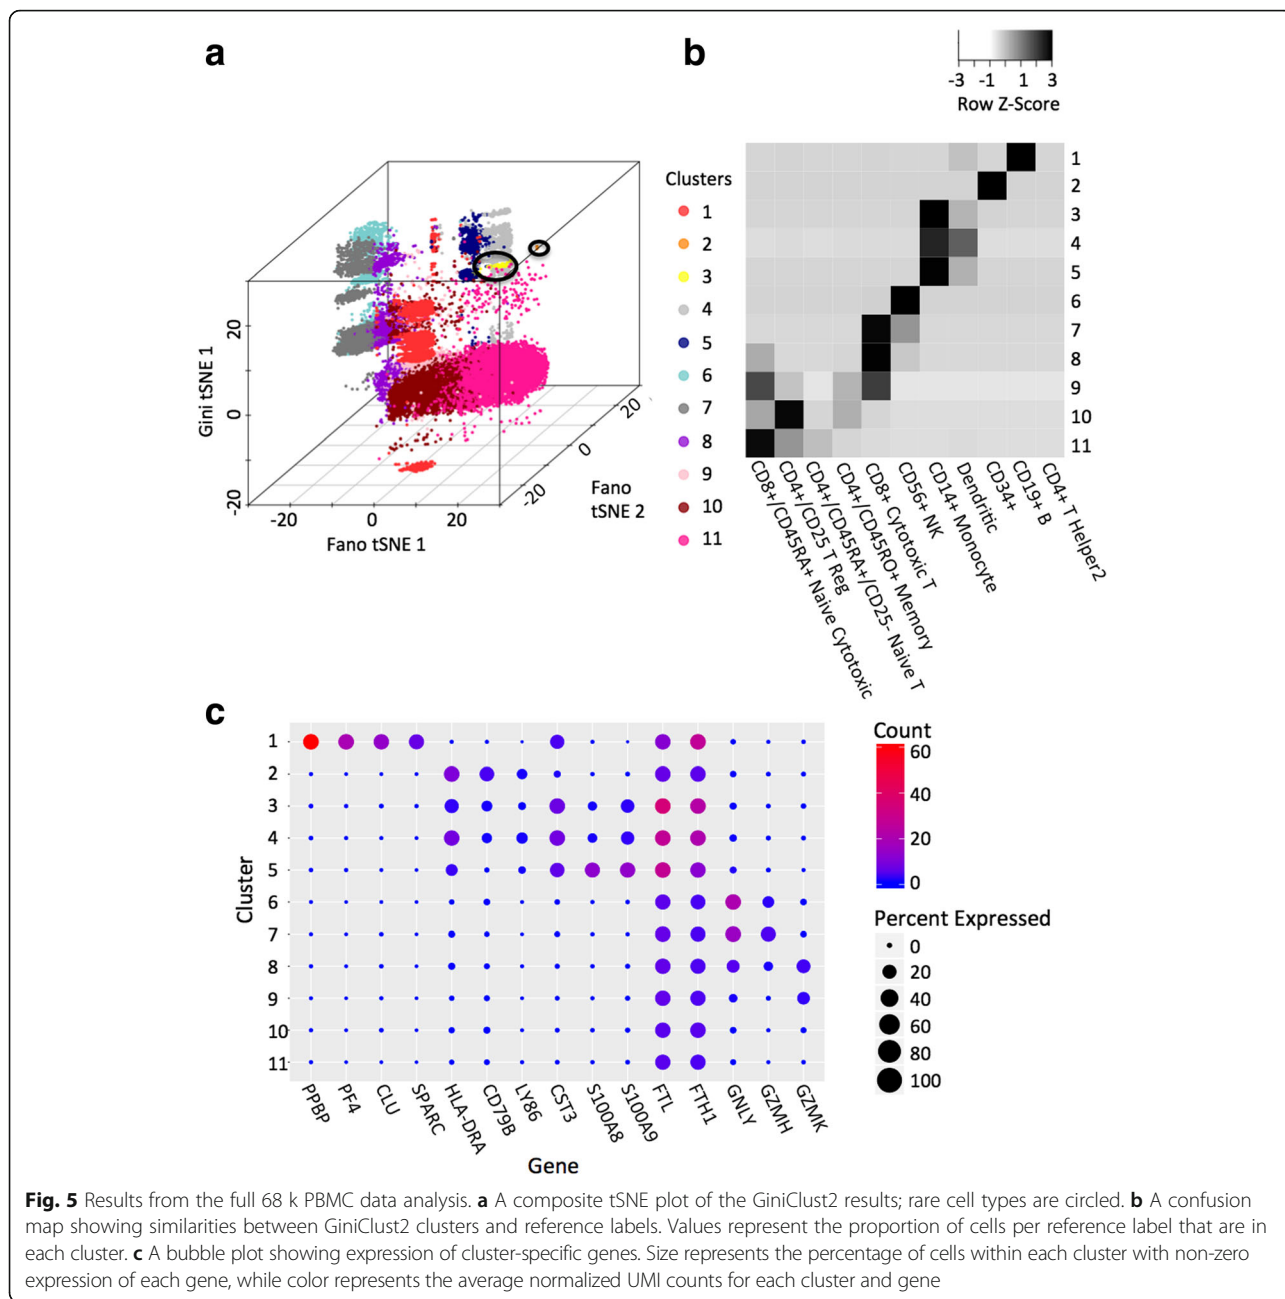 a
b
-3 -1 1 3
Row Z-Score
Clusters
1
2
3
4
5
6
7
8
9
10
11
20
0
-20
Gini tSNE 1
-20 0 20
Fano tSNE 1
-20
0
20
Fano
tSNE 2
1
2
3
4
5
6
7
8
9
10
11
CD8+/CD45RA+ Naive Cytotoxic
CD4+/CD25 T Reg
CD4+/CD45RA+/CD25- Naive T
CD4+/CD45RO+ Memory
CD8+ Cytotoxic T
CD56+ NK
CD14+ Monocyte
Dendritic
CD34+
CD19+ B
CD4+ T Helper2
c
Cluster
1
2
3
4
5
6
7
8
9
10
11
PPBP
PF4
CLU
SPARC
HLA-DRA
CD79B
LY86
CST3
S100A8
S100A9
FTL
FTH1
GNLY
GZMH
GZMK
Gene
Count
60
40
20
0
Percent Expressed
0
20
40
60
80
100
Fig. 5 Results from the full 68 k PBMC data analysis. a A composite tSNE plot of the GiniClust2 results; rare cell types are circled. b A confusion
map showing similarities between GiniClust2 clusters and reference labels. Values represent the proportion of cells per reference label that are in
each cluster. c A bubble plot showing expression of cluster-specific genes. Size represents the percentage of cells within each cluster with non-zero
expression of each gene, while color represents the average normalized UMI counts for each cluster and gene